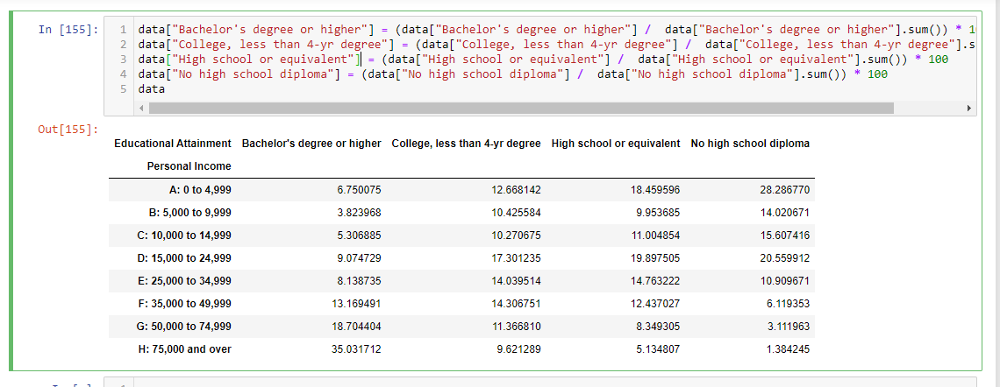 In [155]:
1 data["Bachelor's degree or higher"] = (data["Bachelor's degree or higher"] /  data["Bachelor's degree or higher"].sum()) * 1
2 data["College, less than 4-yr degree"] = (data["College, less than 4-yr degree"] /  data["College, less than 4-yr degree"].s
3 data["High school or equivalent"] = (data["High school or equivalent"] /  data["High school or equivalent"].sum()) * 100
4 data["No high school diploma"] = (data["No high school diploma"] /  data["No high school diploma"].sum()) * 100
5 data
Out[155]:
Educational Attainment Bachelor's degree or higher College, less than 4-yr degree High school or equivalent No high school diploma
Personal Income
A: 0 to 4,999 6.750075 12.668142 18.459596 28.286770
B: 5,000 to 9,999 3.823968 10.425584 9.953685 14.020671
C: 10,000 to 14,999 5.306885 10.270675 11.004854 15.607416
D: 15,000 to 24,999 9.074729 17.301235 19.897505 20.559912
E: 25,000 to 34,999 8.138735 14.039514 14.763222 10.909671
F: 35,000 to 49,999 13.169491 14.306751 12.437027 6.119353
G: 50,000 to 74,999 18.704404 11.366810 8.349305 3.111963
H: 75,000 and over 35.031712 9.621289 5.134807 1.384245